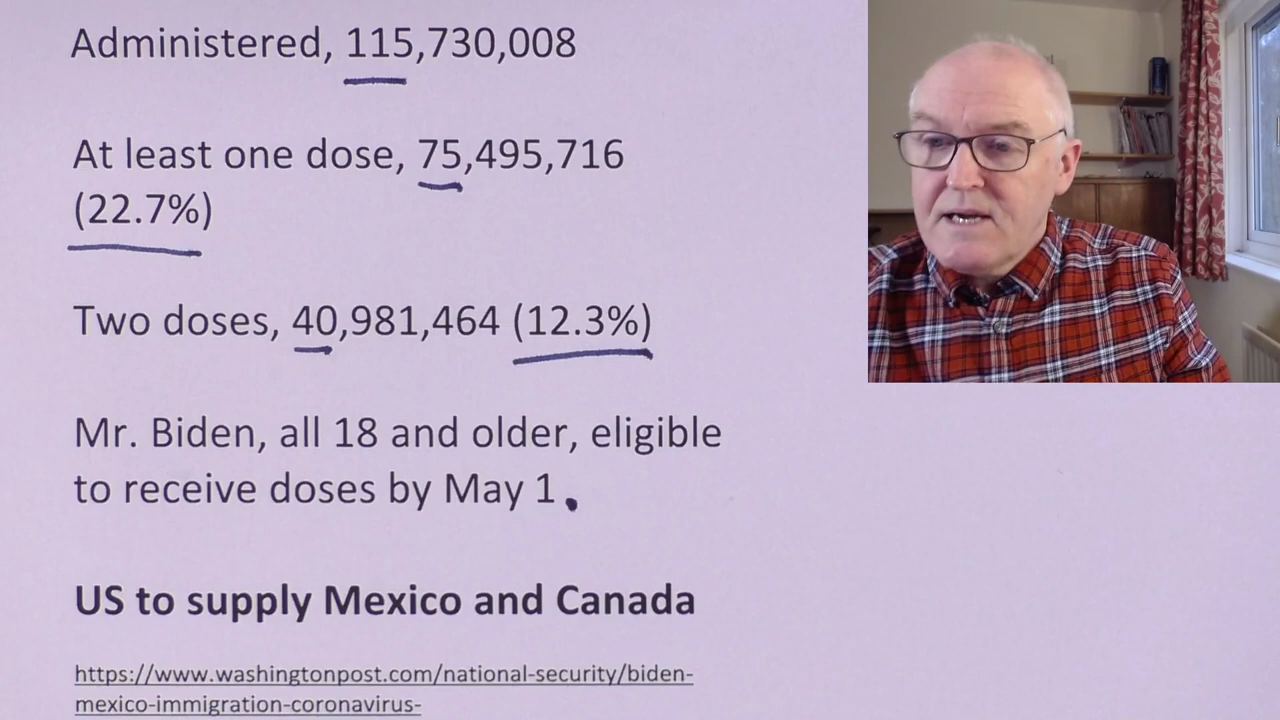 Administered, 115,730,008
At least one dose, 75,495,716
(22.7%)
Two doses, 40,981,464 (12.3%)
Mr. Biden, all 18 and older, eligible
to receive doses by May 1
US to supply Mexico and Canada
https://www.washingtonpost.com/national-security/biden-
mexico-immigration-coronavirus-